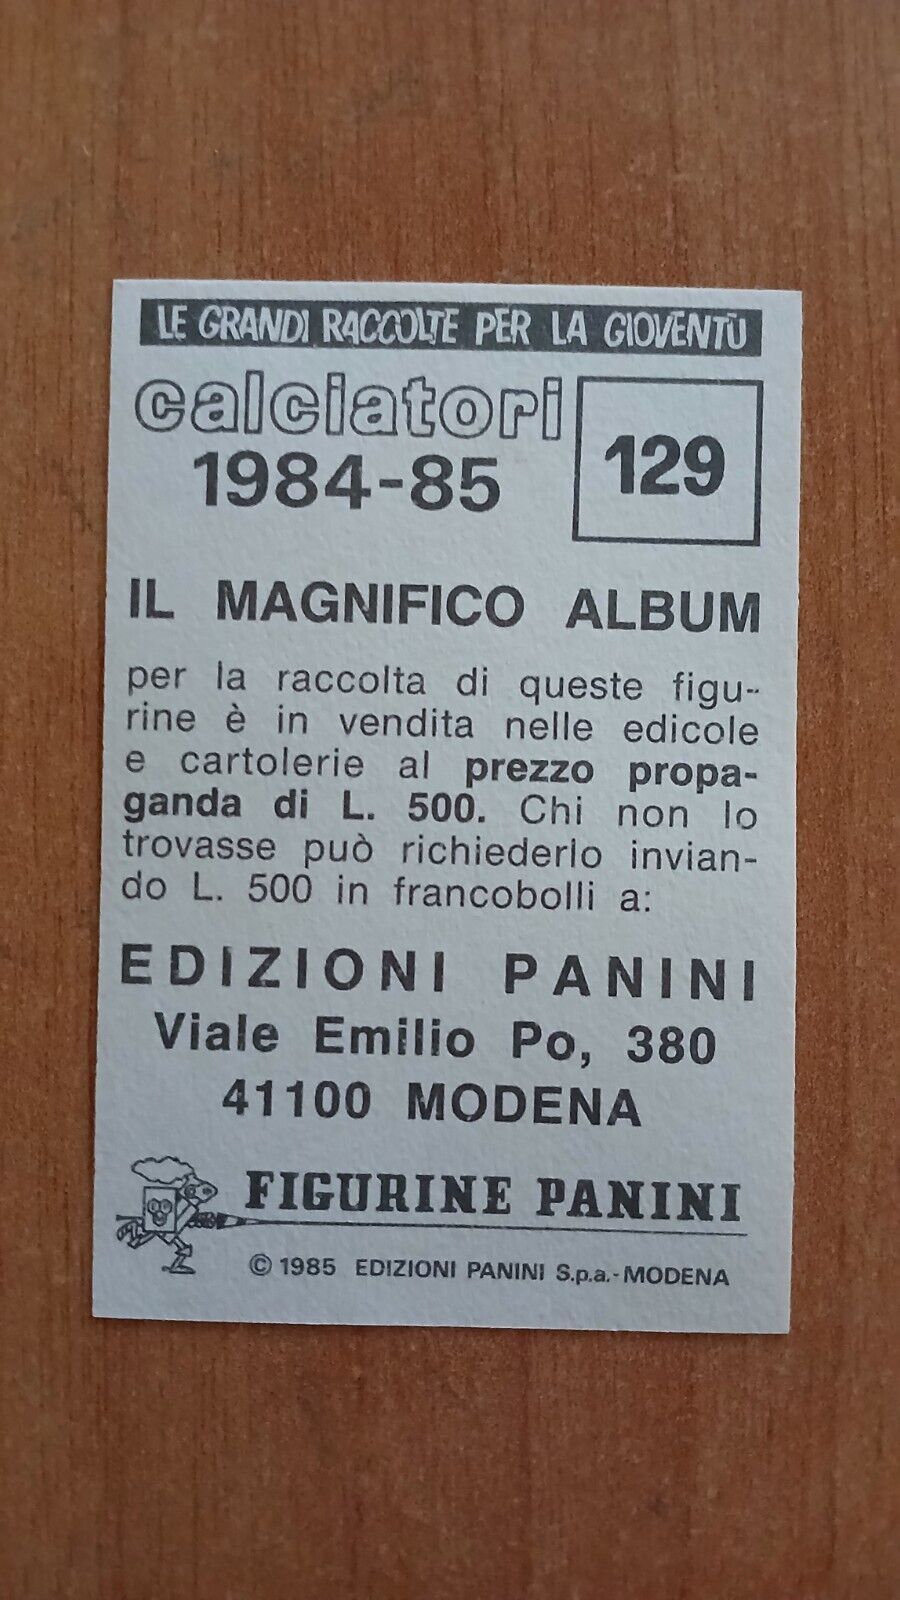 LE GRANDI RACCOLTE PER LA GIOVENTÙ
calciatori
1984-85
129
IL MAGNIFICO ALBUM
per la raccolta di queste figu-
rine è in vendita nelle edicole
e cartolerie al prezzo propa-
ganda di L. 500. Chi non lo
trovasse può richiederlo invian-
do L. 500 in francobolli a:
EDIZIONI PANINI
Viale Emilio Po, 380
41100 MODENA
FIGURINE PANINI
© 1985 EDIZIONI PANINI S.p.a.-MODENA